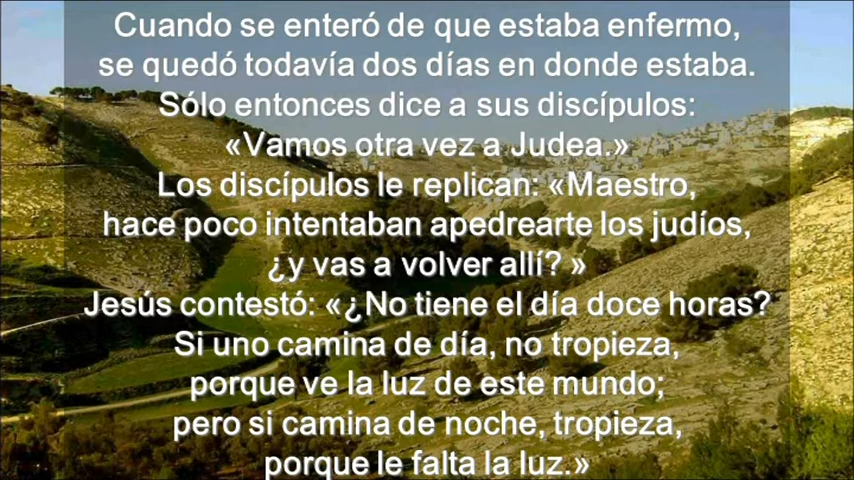 Cuando se enteró de que estaba enfermo,
se quedó todavía dos días en donde estaba.
Sólo entonces dice a sus discípulos:
«Vamos otra vez a Judea.»
Los discípulos le replican: «Maestro,
hace poco intentaban apedrearte los judíos,
¿y vas a volver allí? »
Jesús contestó: «¿No tiene el día doce horas?
Si uno camina de día, no tropieza,
porque ve la luz de este mundo;
pero si camina de noche, tropieza,
porque le falta la luz.»